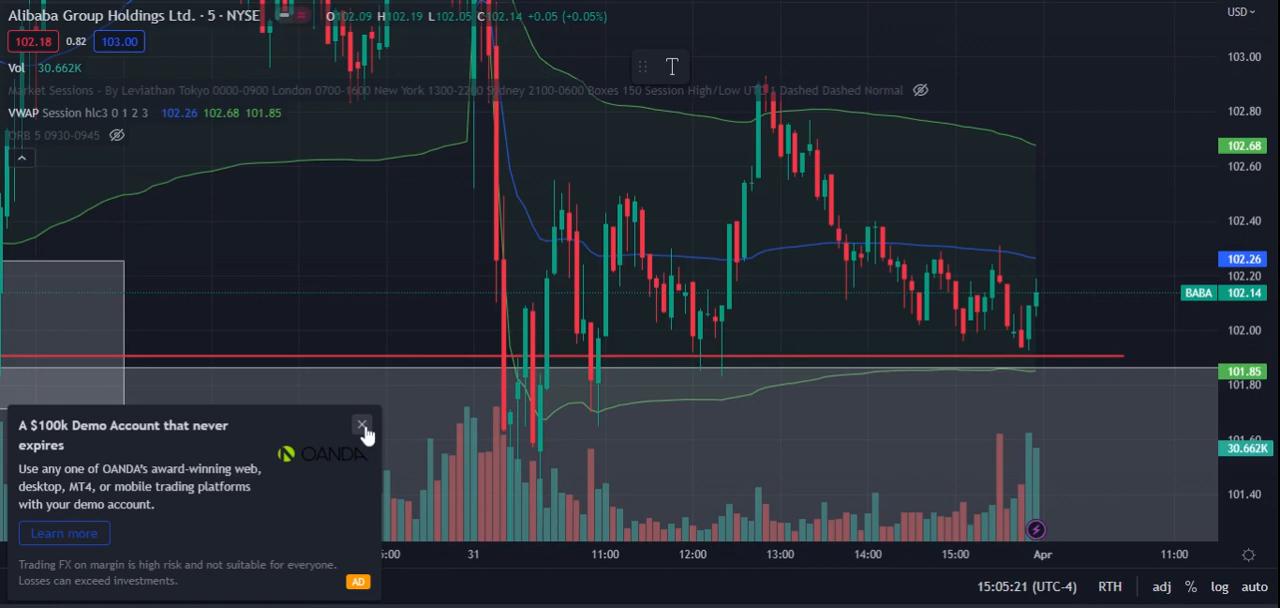 Alibaba Group Holdings Ltd. · 5 · NYSE O102.09 H102.19 L102.05 C102.14 +0.05 (+0.05%)
USD
102.18 0.82 103.00
Vol 30.662K
103.00
T
Market Sessions - By Leviathan Tokyo 0000-0900 London 0700-1600 New York 1300-2200 Sydney 2100-0600 Boxes 150 Session High/Low UTC 1 Dashed Dashed Normal
VWAP Session hlc3 0 1 2 3 102.26 102.68 101.85
102.80
ORB 5 0930-0945
102.68
102.60
102.40
102.26
102.20
BABA 102.14
102.00
101.85
101.80
101.60
30.662K
101.40
A $100k Demo Account that never
expires
OANDA
Use any one of OANDA's award-winning web,
desktop, MT4, or mobile trading platforms
with your demo account.
Learn more
Trading FX on margin is high risk and not suitable for everyone.
Losses can exceed investments.
AD
:00 31 11:00 12:00 13:00 14:00 15:00 Apr 11:00
15:05:21 (UTC-4) RTH adj % log auto